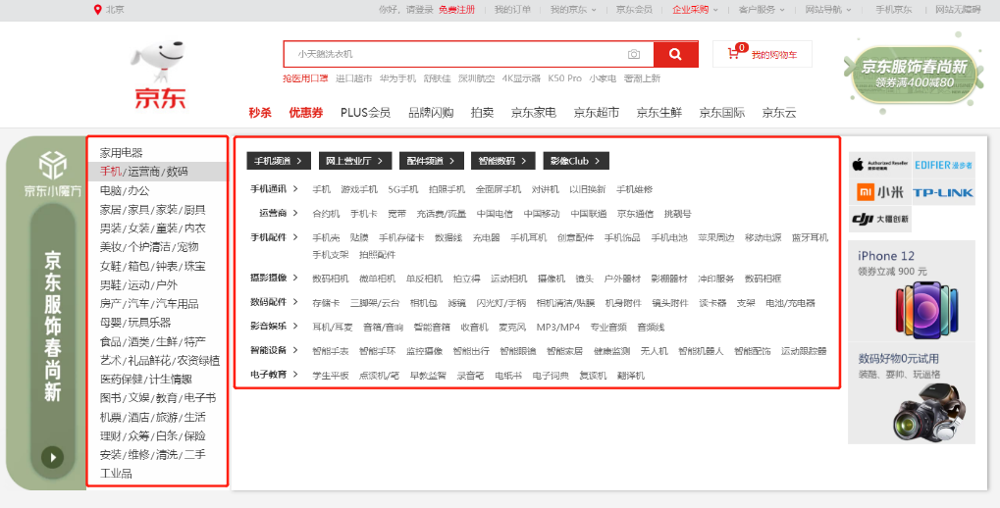 北京
你好，请登录 免费注册 我的订单 我的京东 京东会员 企业采购 客户服务 网站导航 手机京东 网站无障碍
京东
小天鹅洗衣机
0 我的购物车
抢医用口罩 进口超市 华为手机 舒肤佳 深圳航空 4K显示器 K50 Pro 小家电 奢潮上新
京东服饰春尚新
领券满400减80
秒杀 优惠券 PLUS会员 品牌闪购 拍卖 京东家电 京东超市 京东生鲜 京东国际 京东云
京东小魔方
京东服饰春尚新
家用电器
手机/运营商/数码
电脑/办公
家居/家具/家装/厨具
男装/女装/童装/内衣
美妆/个护清洁/宠物
女鞋/箱包/钟表/珠宝
男鞋/运动/户外
房产/汽车/汽车用品
母婴/玩具乐器
食品/酒类/生鲜/特产
艺术/礼品鲜花/农资绿植
医药保健/计生情趣
图书/文娱/教育/电子书
机票/酒店/旅游/生活
理财/众筹/白条/保险
安装/维修/清洗/二手
工业品
手机频道 网上营业厅 配件频道 智能数码 影像Club
手机通讯 手机 游戏手机 5G手机 拍照手机 全面屏手机 对讲机 以旧换新 手机维修
运营商 合约机 手机卡 宽带 充话费/流量 中国电信 中国移动 中国联通 京东通信 挑靓号
手机配件 手机壳 贴膜 手机存储卡 数据线 充电器 手机耳机 创意配件 手机饰品 手机电池 苹果周边 移动电源 蓝牙耳机
手机支架 拍照配件
摄影摄像 数码相机 微单相机 单反相机 拍立得 运动相机 摄像机 镜头 户外器材 影棚器材 冲印服务 数码相框
数码配件 存储卡 三脚架/云台 相机包 滤镜 闪光灯/手柄 相机清洁/贴膜 机身附件 镜头附件 读卡器 支架 电池/充电器
影音娱乐 耳机/耳麦 音箱/音响 智能音箱 收音机 麦克风 MP3/MP4 专业音频 音频线
智能设备 智能手表 智能手环 监控摄像 智能出行 智能眼镜 智能家居 健康监测 无人机 智能机器人 智能配饰 运动跟踪器
电子教育 学生平板 点读机/笔 早教益智 录音笔 电纸书 电子词典 复读机 翻译机
Authorized Reseller
EDIFIER 漫步者
小米 TP-LINK
dji 大疆创新
iPhone 12
领券立减 900 元
数码好物0元试用
装酷、耍帅、玩逼格